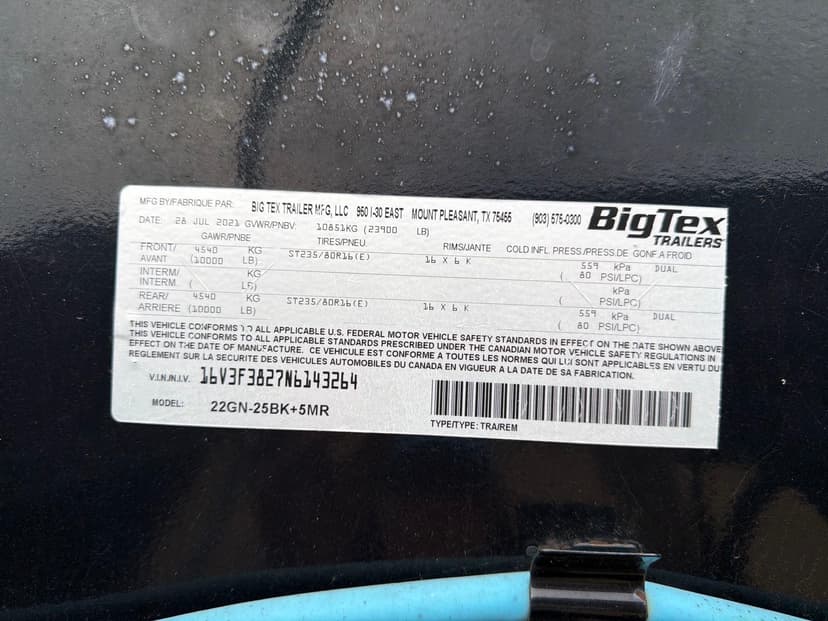 MFG BY/FABRIQUE PAR: BIG TEX TRAILER MFG, LLC 950 I-30 EAST MOUNT PLEASANT, TX 75455 (903) 575-0300 BigTex TRAILERS
DATE: 28 JUL 2021 GVWR/PNBV: 10851KG (23900 LB)
GAWR/PNBE TIRES/PNEU RIMS/JANTE COLD INFL. PRESS/PRESS.DE GONF A FROID
FRONT/ 4540 KG ST235/80R16(E) 16 X 6 K 559 kPa DUAL
AVANT (10000 LB) ( 80 PSI/LPC)
INTERM/ KG kPa
INTERM. ( LB) ( PSI/LPC)
REAR/ 4540 KG ST235/80R16(E) 16 X 6 K 559 kPa DUAL
ARRIERE (10000 LB) ( 80 PSI/LPC)
THIS VEHICLE CONFORMS TO ALL APPLICABLE U.S. FEDERAL MOTOR VEHICLE SAFETY STANDARDS IN EFFECT ON THE DATE SHOWN ABOVE
THIS VEHICLE CONFORMS TO ALL APPLICABLE STANDARDS PRESCRIBED UNDER THE CANADIAN MOTOR VEHICLE SAFETY REGULATIONS IN
EFFECT ON THE DATE OF MANUFACTURE. CE VEHICULE EST CONFORME A TOUTES LES NORMES QUI LUI SONT APPLICABLES EN VERTU DU
REGLEMENT SUR LA SECURITE DES VEHICULES AUTOMOBILES DU CANADA EN VIGUEUR A LA DATE DE SA FABRICATION.
V.I.N./N.I.V. 16V3F3827N6143264
MODEL: 22GN-25BK+5MR
TYPE/TYPE: TRA/REM